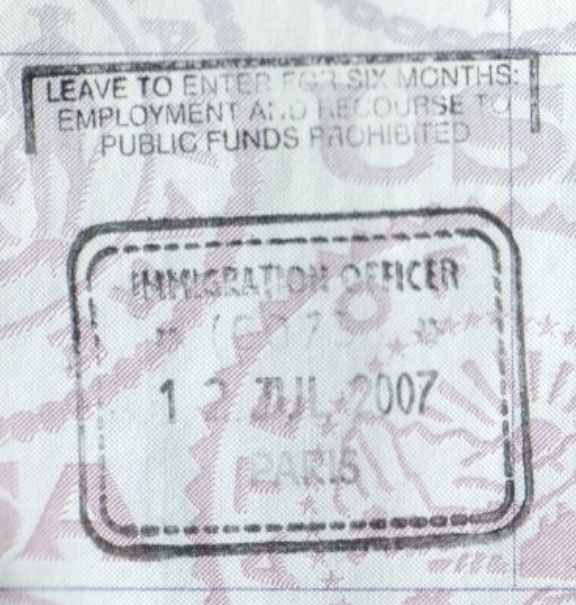 LEAVE TO ENTER FOR SIX MONTHS:
EMPLOYMENT AND RECOURSE TO
PUBLIC FUNDS PROHIBITED
IMMIGRATION OFFICER
12 JUL 2007
PARIS